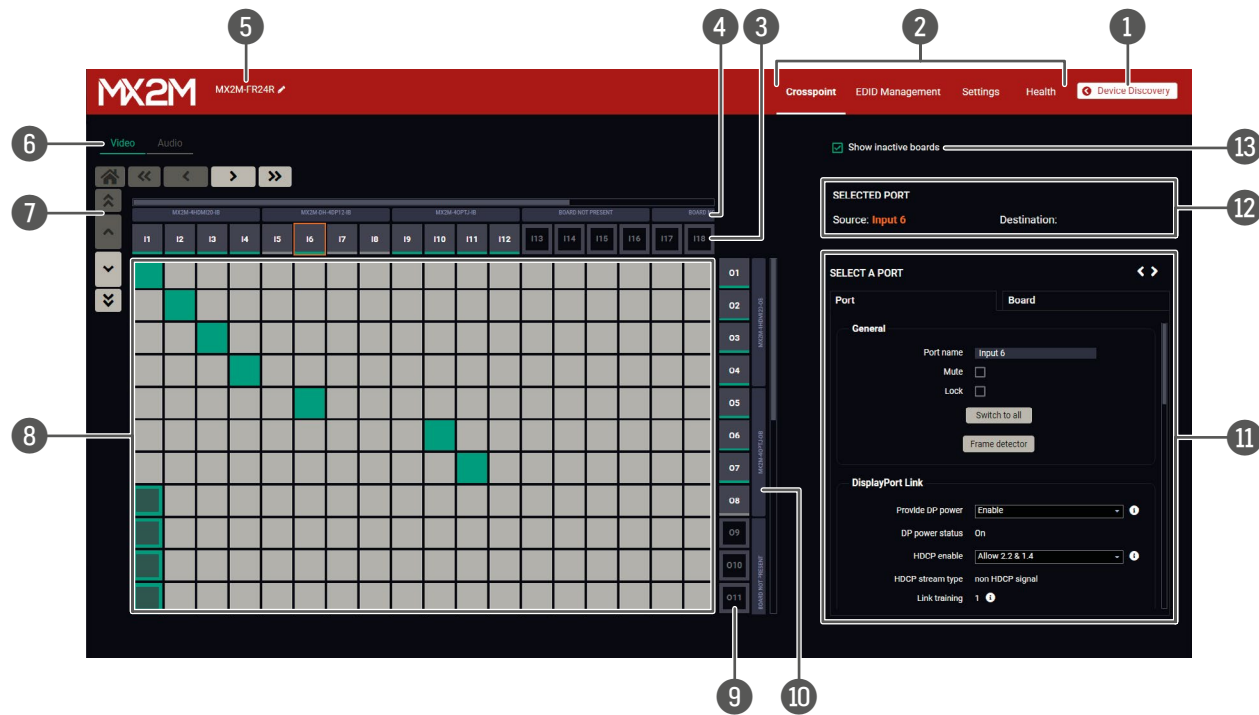 5
4
3
2
1
MX2M
MX2M-FR24R
Crosspoint EDID Management Settings Health Device Discovery
6
Video Audio
Show inactive boards
13
7
MX2M-4HDMI20-IB MX2M-DH-4DP12-IB MX2M-4OPTJ-IB BOARD NOT PRESENT
I1 I2 I3 I4 I5 I6 I7 I8 I9 I10 I11 I12 I13 I14 I15 I16 I17 I18
SELECTED PORT
Source: Input 6 Destination:
12
8
O1
O2
O3
O4
O5
O6
O7
O8
O9
O10
O11
MX2M-4OPTJ-OB
BOARD NOT PRESENT
SELECT A PORT
Port Board
General
Port name Input 6
Mute
Lock
Switch to all
Frame detector
11
DisplayPort Link
Provide DP power Enable
DP power status On
HDCP enable Allow 2.2 & 1.4
HDCP stream type non HDCP signal
Link training 1
9
10